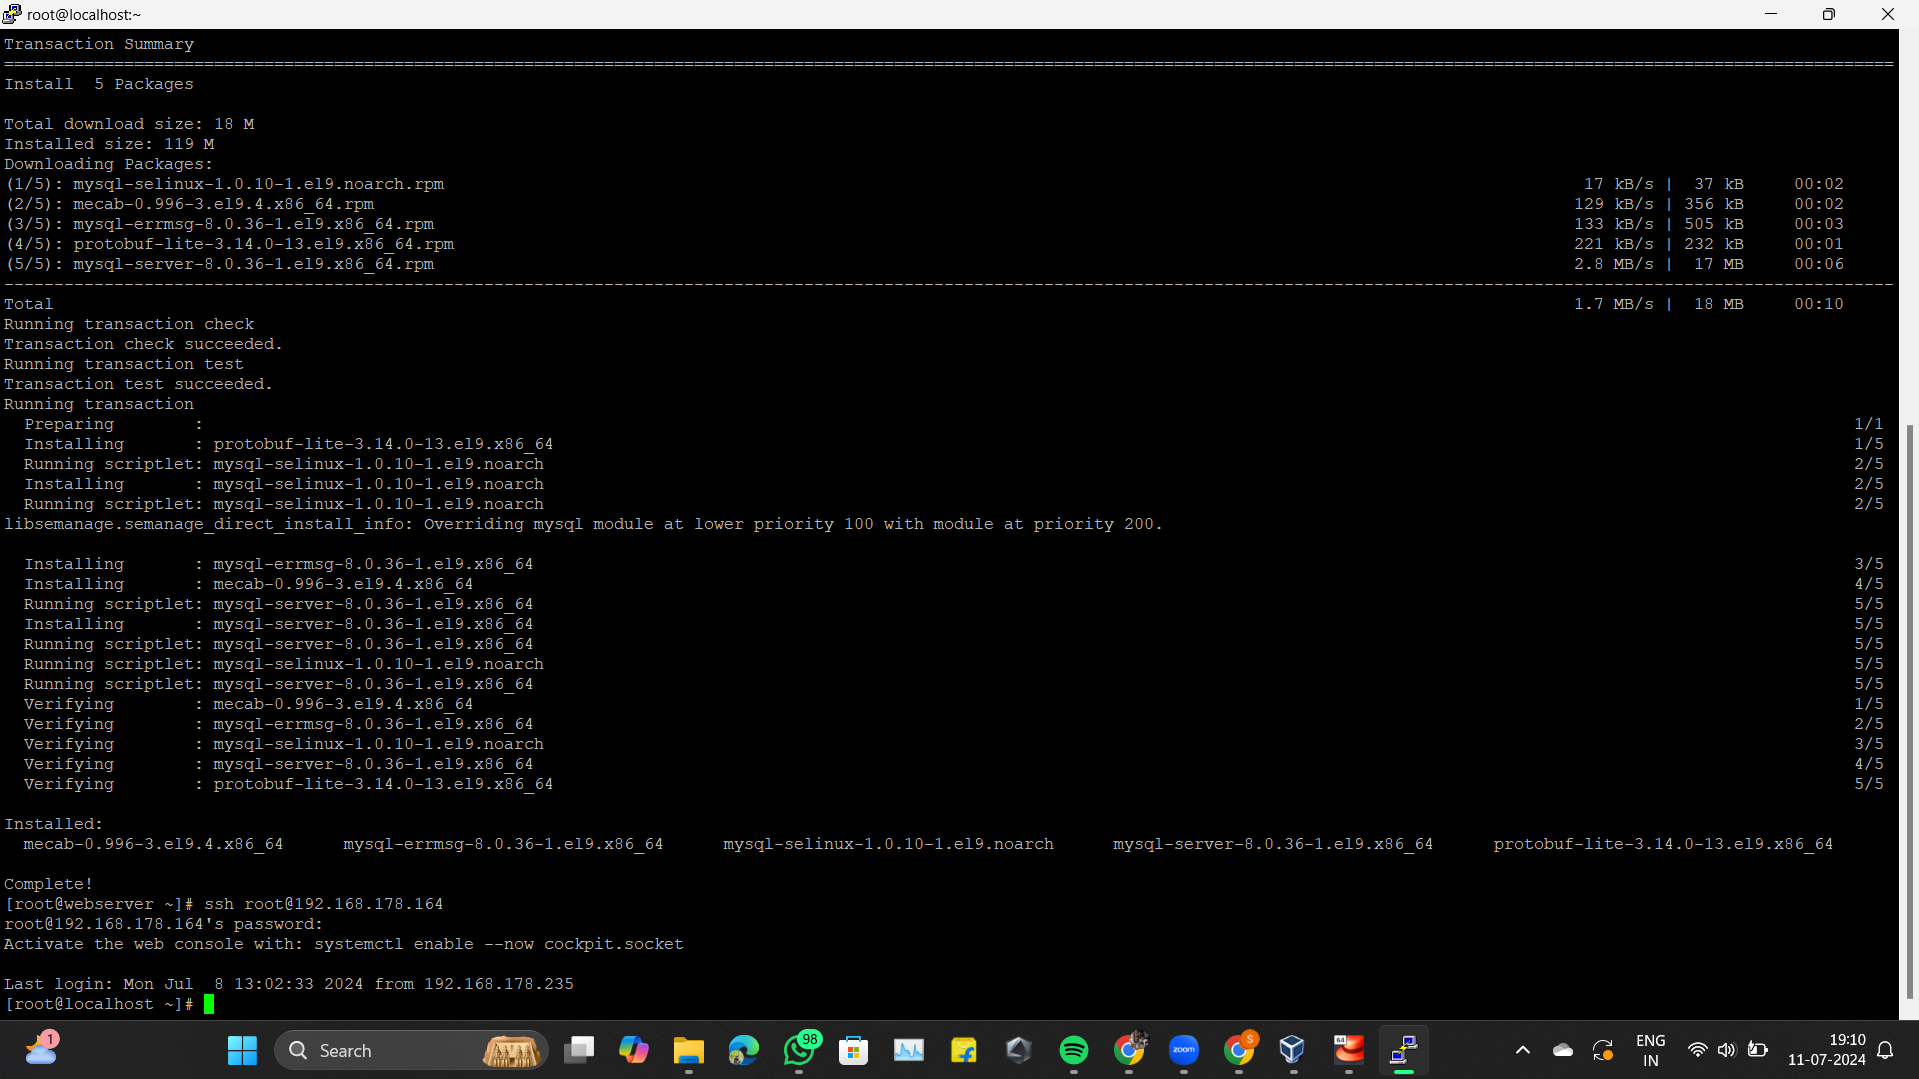 root@localhost:~
Transaction Summary
================================================================================
Install  5 Packages
Total download size: 18 M
Installed size: 119 M
Downloading Packages:
(1/5): mysql-selinux-1.0.10-1.el9.noarch.rpm 17 kB/s | 37 kB 00:02
(2/5): mecab-0.996-3.el9.4.x86_64.rpm 129 kB/s | 356 kB 00:02
(3/5): mysql-errmsg-8.0.36-1.el9.x86_64.rpm 133 kB/s | 505 kB 00:03
(4/5): protobuf-lite-3.14.0-13.el9.x86_64.rpm 221 kB/s | 232 kB 00:01
(5/5): mysql-server-8.0.36-1.el9.x86_64.rpm 2.8 MB/s | 17 MB 00:06
--------------------------------------------------------------------------------
Total 1.7 MB/s | 18 MB 00:10
Running transaction check
Transaction check succeeded.
Running transaction test
Transaction test succeeded.
Running transaction
Preparing : 1/1
Installing : protobuf-lite-3.14.0-13.el9.x86_64 1/5
Running scriptlet: mysql-selinux-1.0.10-1.el9.noarch 2/5
Installing : mysql-selinux-1.0.10-1.el9.noarch 2/5
Running scriptlet: mysql-selinux-1.0.10-1.el9.noarch 2/5
libsemanage.semanage_direct_install_info: Overriding mysql module at lower priority 100 with module at priority 200.
Installing : mysql-errmsg-8.0.36-1.el9.x86_64 3/5
Installing : mecab-0.996-3.el9.4.x86_64 4/5
Running scriptlet: mysql-server-8.0.36-1.el9.x86_64 5/5
Installing : mysql-server-8.0.36-1.el9.x86_64 5/5
Running scriptlet: mysql-server-8.0.36-1.el9.x86_64 5/5
Running scriptlet: mysql-selinux-1.0.10-1.el9.noarch 5/5
Running scriptlet: mysql-server-8.0.36-1.el9.x86_64 5/5
Verifying : mecab-0.996-3.el9.4.x86_64 1/5
Verifying : mysql-errmsg-8.0.36-1.el9.x86_64 2/5
Verifying : mysql-selinux-1.0.10-1.el9.noarch 3/5
Verifying : mysql-server-8.0.36-1.el9.x86_64 4/5
Verifying : protobuf-lite-3.14.0-13.el9.x86_64 5/5
Installed:
mecab-0.996-3.el9.4.x86_64 mysql-errmsg-8.0.36-1.el9.x86_64 mysql-selinux-1.0.10-1.el9.noarch mysql-server-8.0.36-1.el9.x86_64 protobuf-lite-3.14.0-13.el9.x86_64
Complete!
[root@webserver ~]# ssh root@192.168.178.164
root@192.168.178.164's password:
Activate the web console with: systemctl enable --now cockpit.socket
Last login: Mon Jul  8 13:02:33 2024 from 192.168.178.235
[root@localhost ~]#
1
Search
98
zoom
S
64
ENG
IN
19:10
11-07-2024